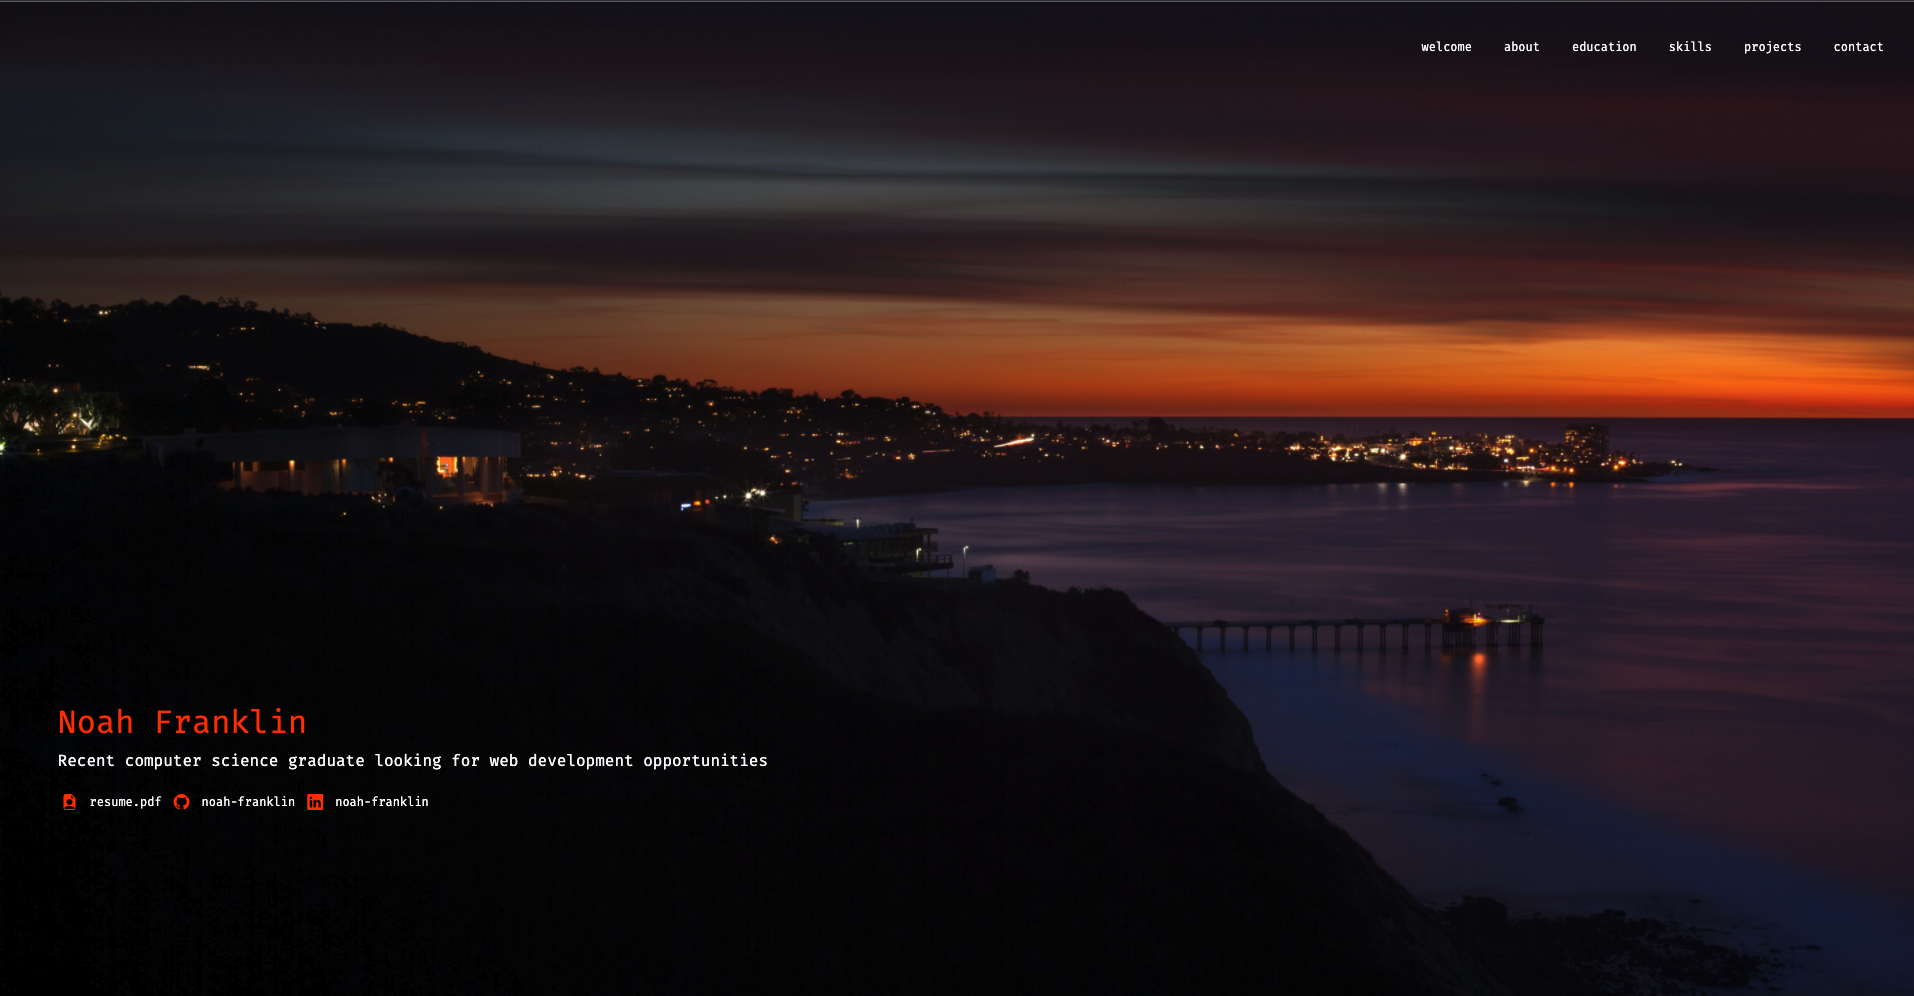 welcome about education skills projects contact
Noah Franklin
Recent computer science graduate looking for web development opportunities
resume.pdf noah-franklin in noah-franklin